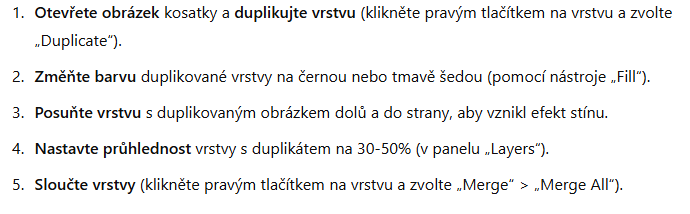 1. Otevřete obrázek kosatky a duplikujte vrstvu (klikněte pravým tlačítkem na vrstvu a zvolte
„Duplicate“).
2. Změňte barvu duplikované vrstvy na černou nebo tmavě šedou (pomocí nástroje „Fill“).
3. Posuňte vrstvu s duplikovaným obrázkem dolů a do strany, aby vznikl efekt stínu.
4. Nastavte průhlednost vrstvy s duplikátem na 30-50% (v panelu „Layers“).
5. Sloučte vrstvy (klikněte pravým tlačítkem na vrstvu a zvolte „Merge“ > „Merge All“).